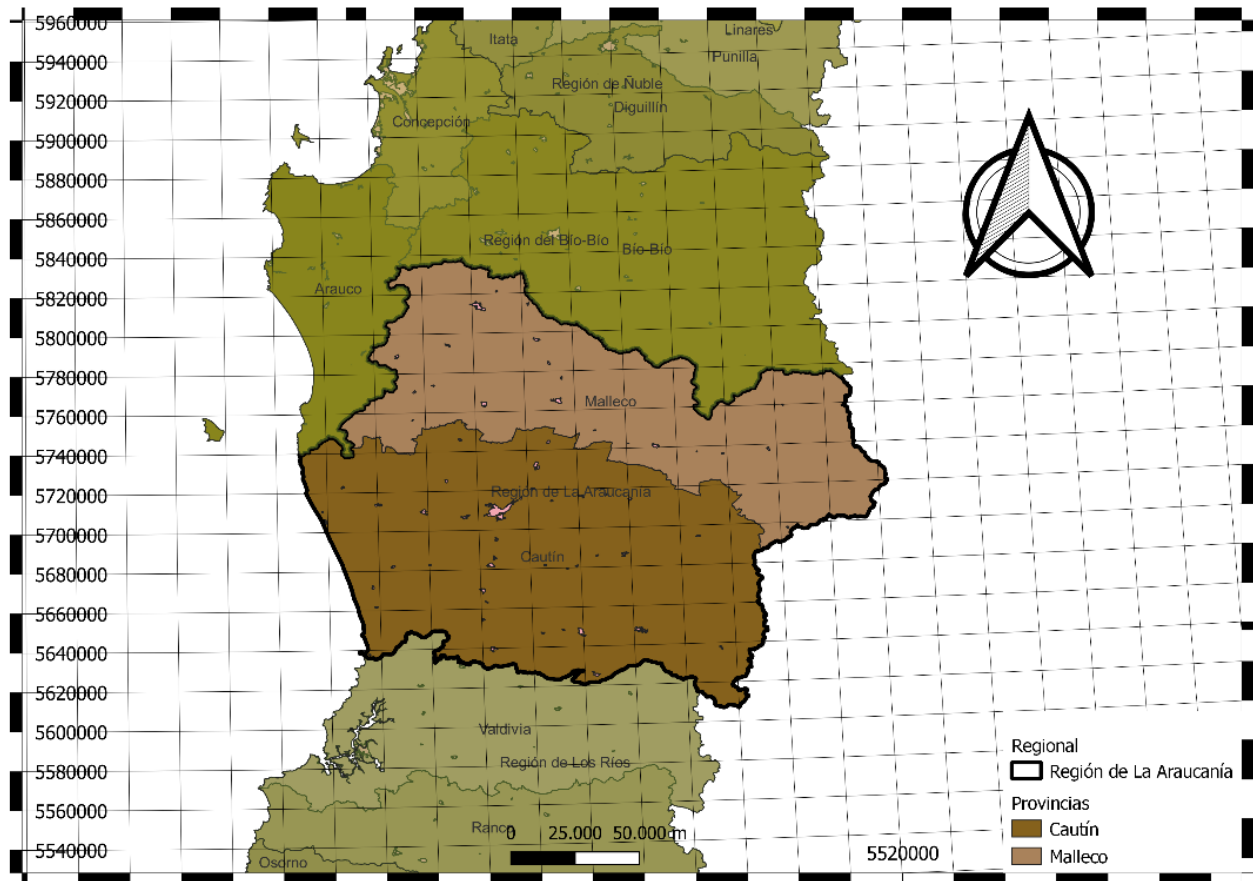 5960000
Linares
Itata
Punilla
5940000
Región de Ñuble
5920000
Diguillín
Concepción
5900000
5880000
5860000
Región del Bío-Bío
Bío-Bío
5840000
Arauco
5820000
5800000
5780000
Malleco
5760000
5740000
5720000
Región de La Araucanía
5700000
Cautín
5680000
5660000
5640000
5620000
Valdivia
5600000
Región de Los Ríos
5580000
5560000
Ranco
0 25.000 50.000 m
5540000
5520000
Osorno
Regional
Región de La Araucanía
Provincias
Cautín
Malleco